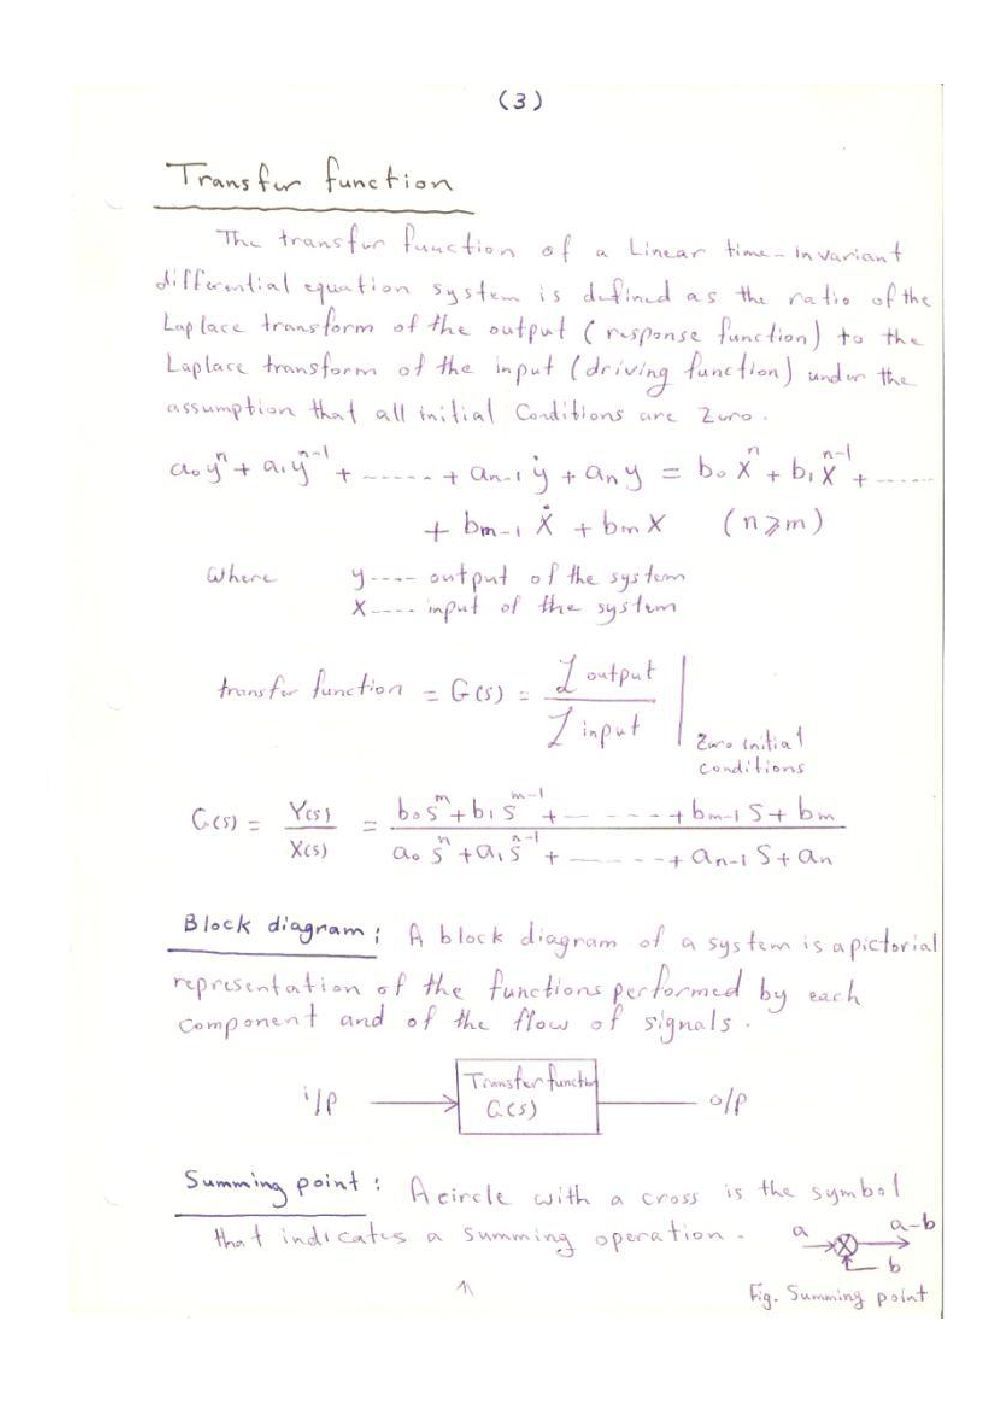 (3)
Transfer function
The transfer function of a Linear time-invariant
differential equation system is defined as the ratio of the
Laplace transform of the output (response function) to the
Laplace transform of the input (driving function) under the
assumption that all initial Conditions are Zero.
a₀yⁿ + a₁yⁿ⁻¹ + ...... + aₙ₋₁ẏ + aₙy = b₀xⁿ + b₁xⁿ⁻¹ + ......
+ bₘ₋₁ẋ + bₘx (n⩾m)
Where y---- output of the system
x---- input of the system
transfer function = G(s) = ℒ output / ℒ input | Zero initial
conditions
G(s) = Y(s)/X(s) = b₀sᵐ + b₁sᵐ⁻¹ + ------ + bₘ₋₁s + bₘ / a₀sⁿ + a₁sⁿ⁻¹ + ------ + aₙ₋₁s + aₙ
Block diagram: A block diagram of a system is a pictorial
representation of the functions performed by each
component and of the flow of signals.
i/p Transfer function o/p
G(s)
Summing point: A circle with a cross is the symbol
that indicates a summing operation.
a a-b
b
Fig. Summing point